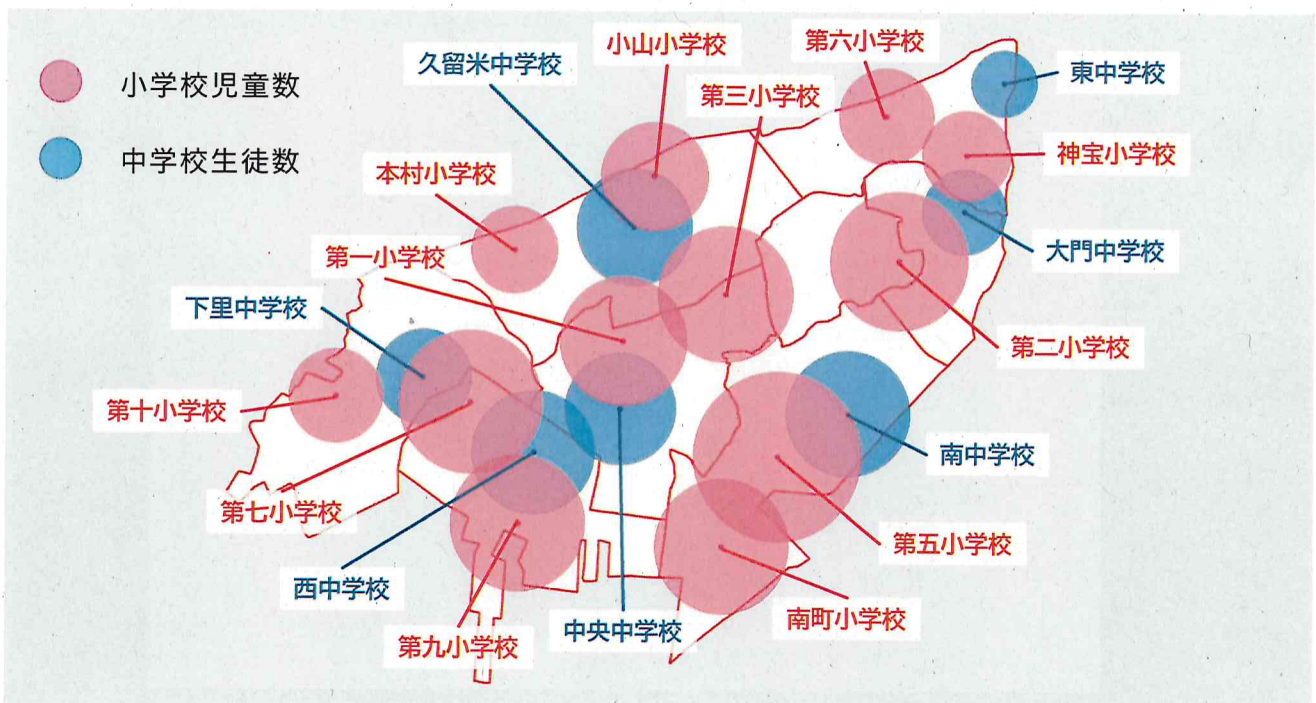 小学校児童数
中学校生徒数
久留米中学校
小山小学校
第六小学校
東中学校
第三小学校
神宝小学校
本村小学校
大門中学校
第一小学校
下里中学校
第二小学校
第十小学校
南中学校
第七小学校
第五小学校
西中学校
南町小学校
中央中学校
第九小学校